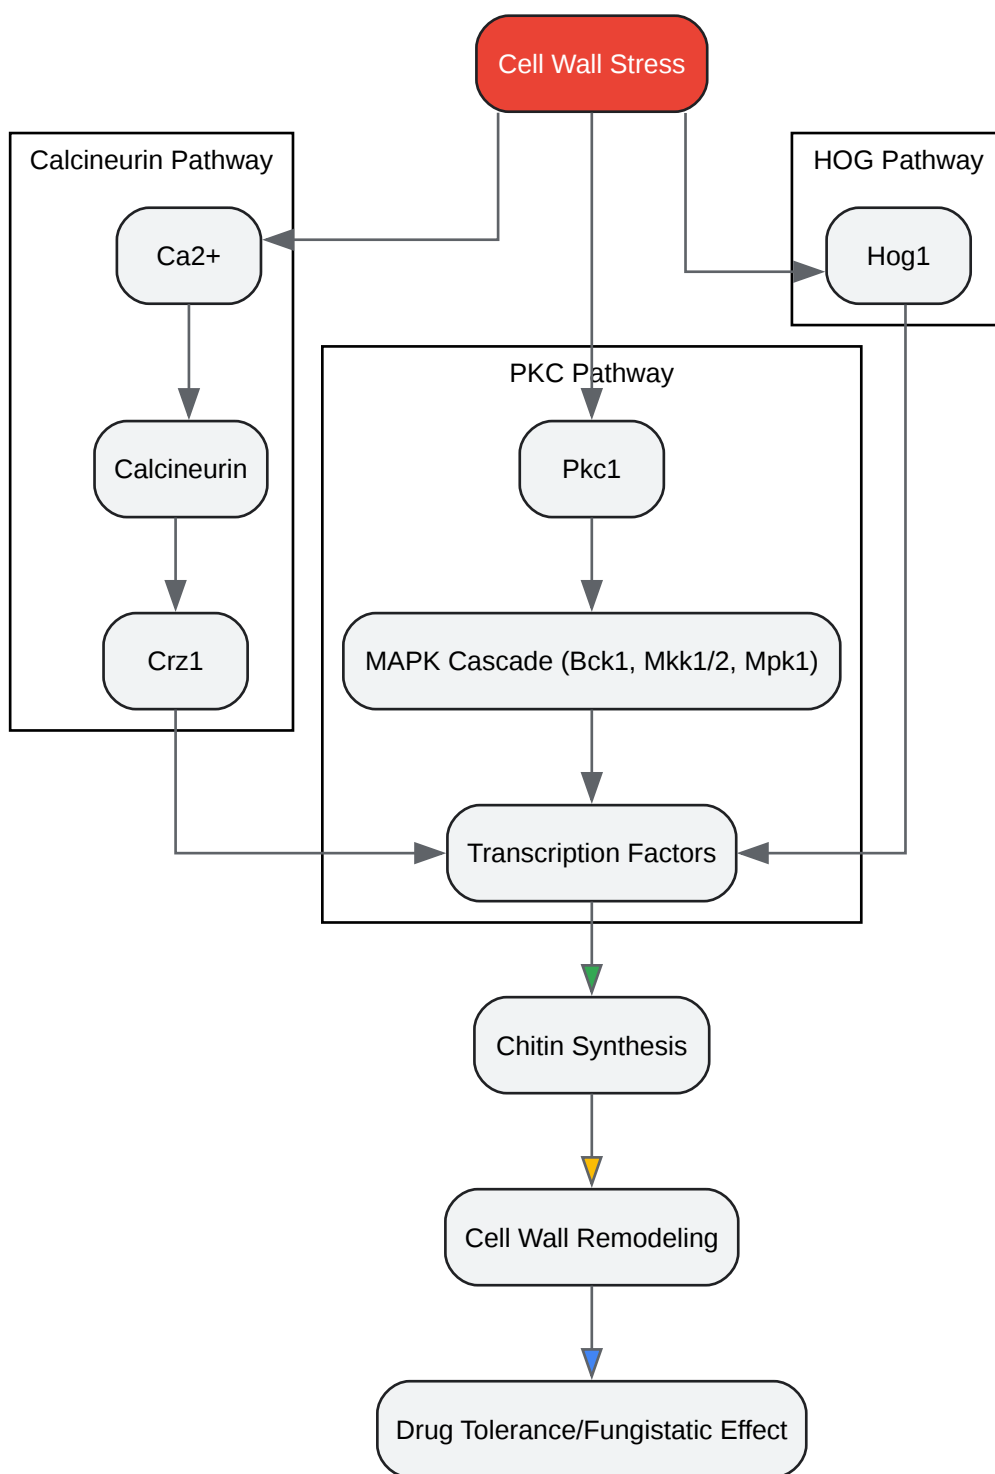 Cell Wall Stress
Calcineurin Pathway
HOG Pathway
Ca2+
Hog1
PKC Pathway
Calcineurin
Pkc1
Crz1
MAPK Cascade (Bck1, Mkk1/2, Mpk1)
Transcription Factors
Chitin Synthesis
Cell Wall Remodeling
Drug Tolerance/Fungistatic Effect